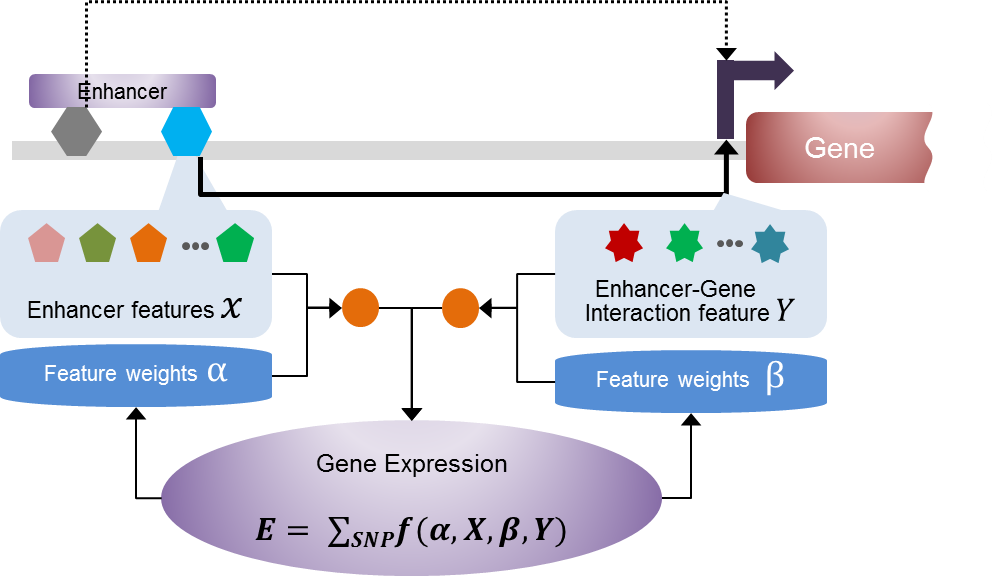 Enhancer
Gene
Enhancer features X
Enhancer-Gene
Interaction feature Y
Feature weights α
Feature weights β
Gene Expression
E = ∑SNP f(α, X, β, Y)